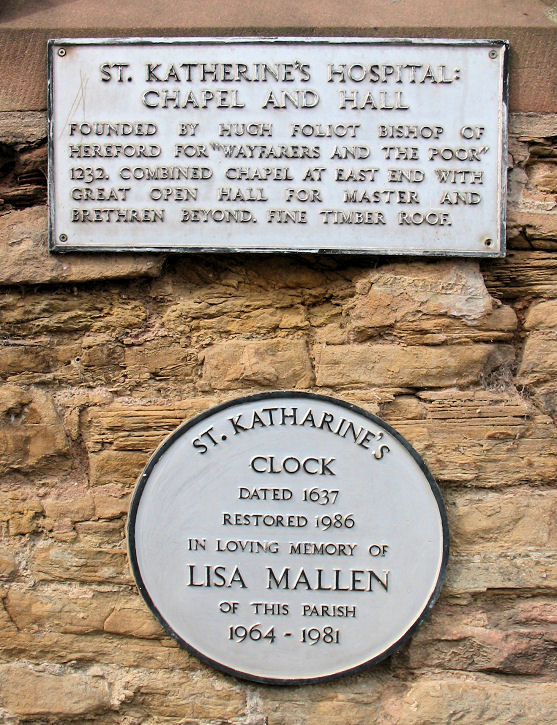 ST. KATHERINE'S HOSPITAL:
CHAPEL AND HALL
FOUNDED BY HUGH FOLIOT BISHOP OF
HEREFORD FOR "WAYFARERS AND THE POOR"
1232. COMBINED CHAPEL AT EAST END WITH
GREAT OPEN HALL FOR MASTER AND
BRETHREN BEYOND. FINE TIMBER ROOF.
ST. KATHARINE'S
CLOCK
DATED 1637
RESTORED 1986
IN LOVING MEMORY OF
LISA MALLEN
OF THIS PARISH
1964 - 1981